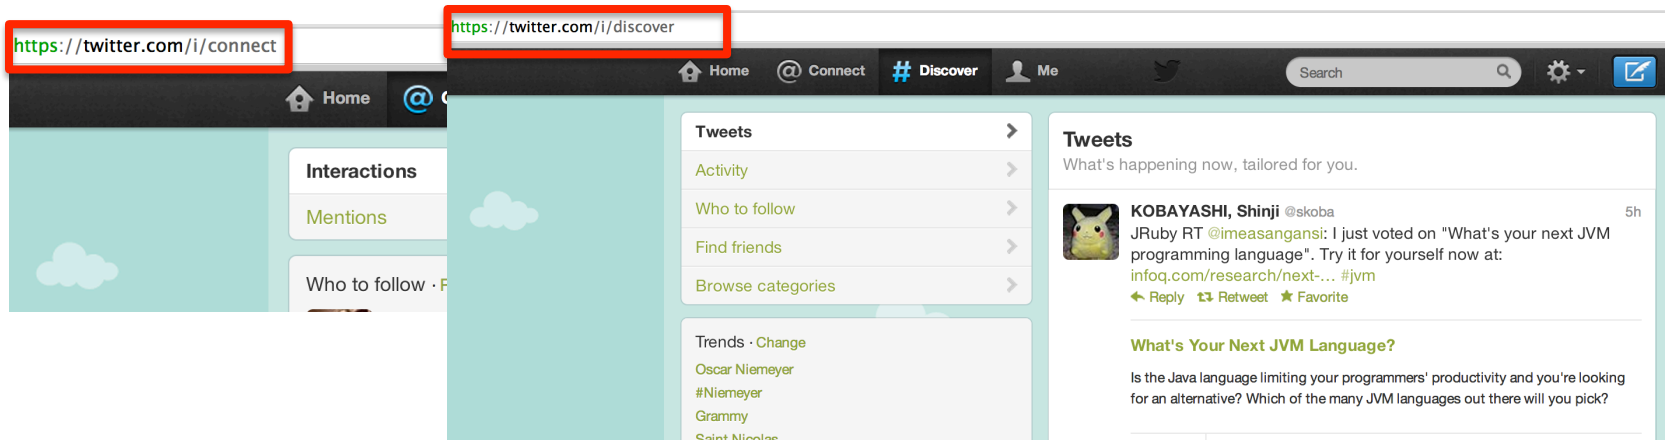 https://twitter.com/i/connect
Home @
Interactions
Mentions
Who to follow ·
https://twitter.com/i/discover
Home @ Connect # Discover Me Search
Tweets
Activity
Who to follow
Find friends
Browse categories
Trends · Change
Oscar Niemeyer
#Niemeyer
Grammy
Saint Nicolas
Tweets
What's happening now, tailored for you.
KOBAYASHI, Shinji @skoba 5h
JRuby RT @imeasangansi: I just voted on "What's your next JVM
programming language". Try it for yourself now at:
infoq.com/research/next-... #jvm
Reply Retweet Favorite
What's Your Next JVM Language?
Is the Java language limiting your programmers' productivity and you're looking
for an alternative? Which of the many JVM languages out there will you pick?